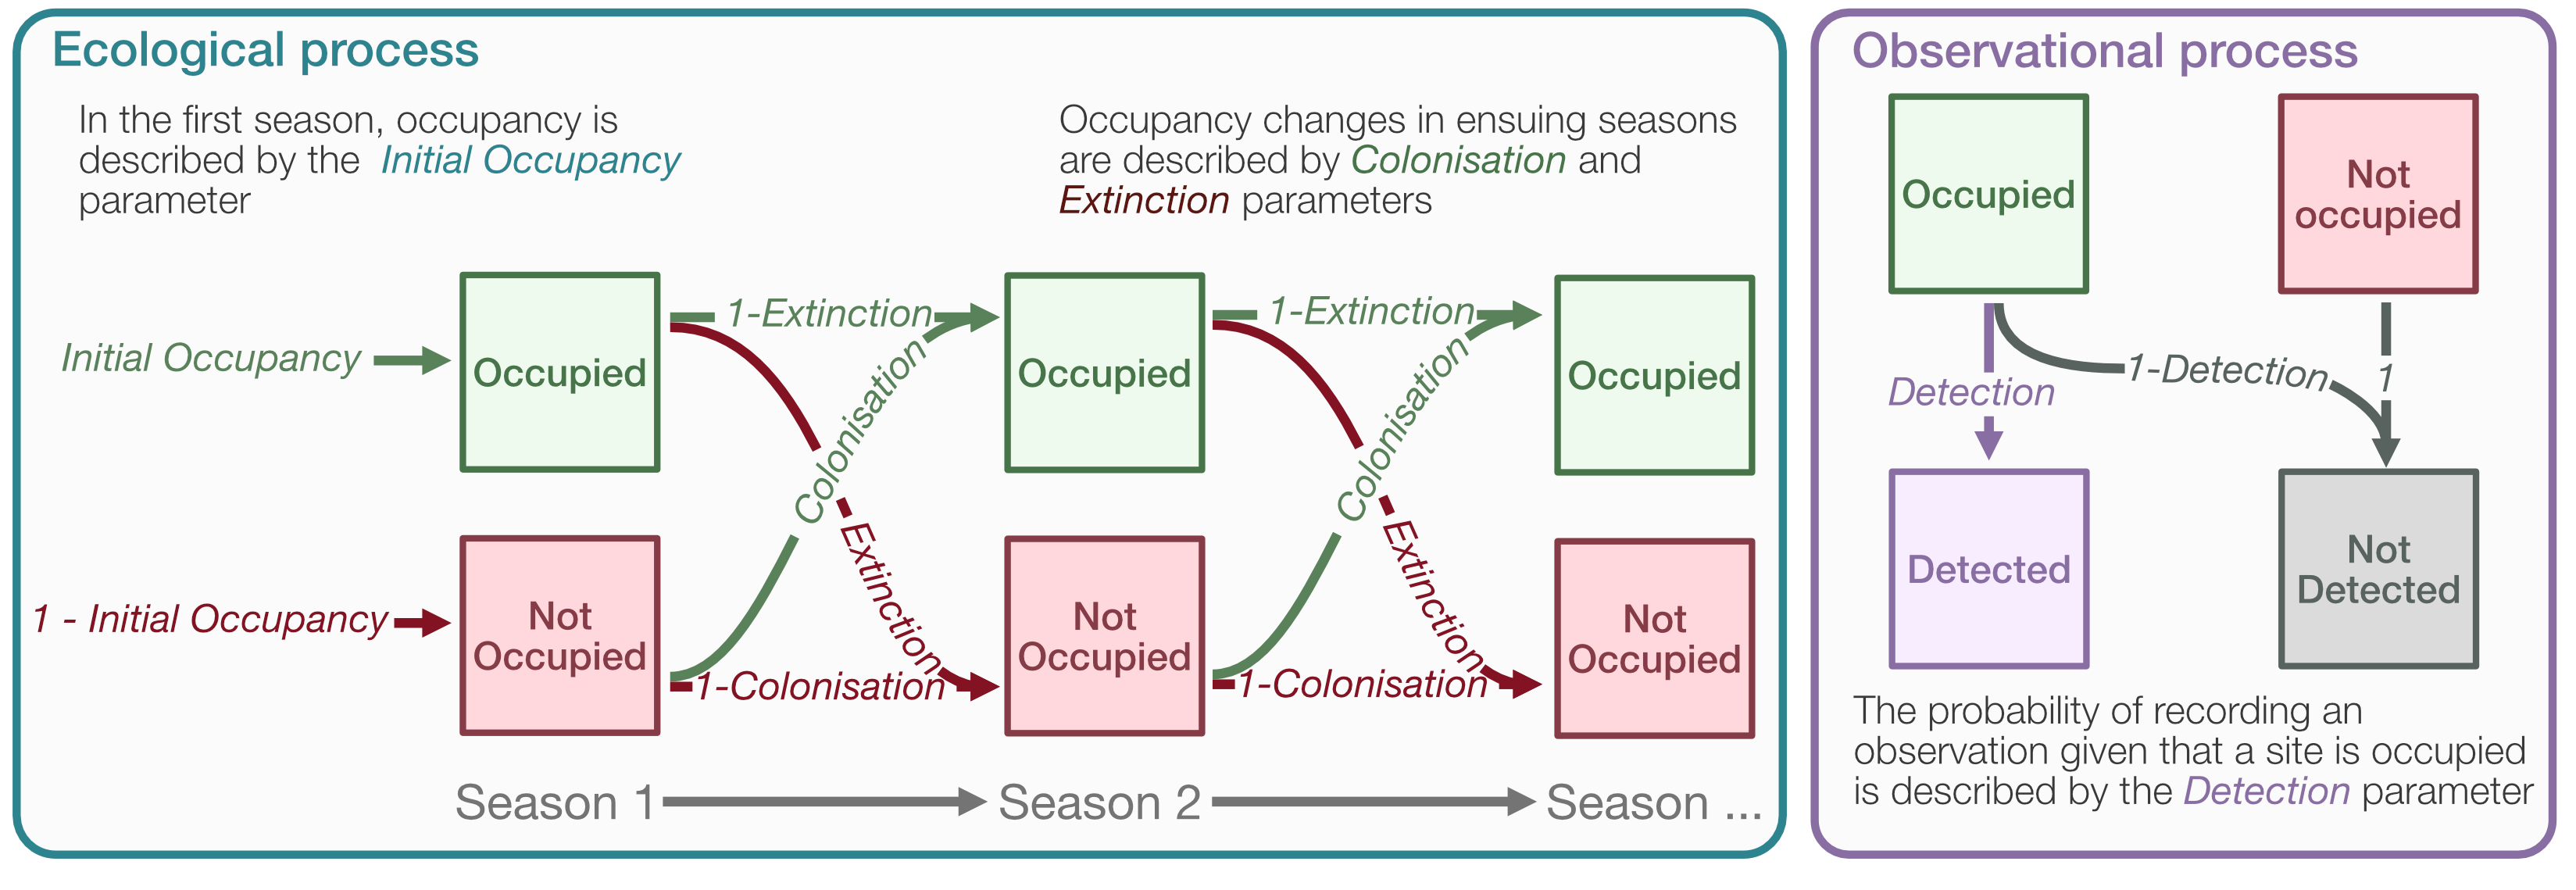 Ecological process
In the first season, occupancy is
described by the Initial Occupancy
parameter
Occupancy changes in ensuing seasons
are described by Colonisation and
Extinction parameters
Initial Occupancy
Occupied
1-Extinction
Colonisation
Extinction
Occupied
1-Extinction
Colonisation
Extinction
Occupied
1 - Initial Occupancy
Not
Occupied
1-Colonisation
Not
Occupied
1-Colonisation
Not
Occupied
Season 1
Season 2
Season ...
Observational process
Occupied
Not
occupied
Detection
1-Detection
1
Detected
Not
Detected
The probability of recording an
observation given that a site is occupied
is described by the Detection parameter